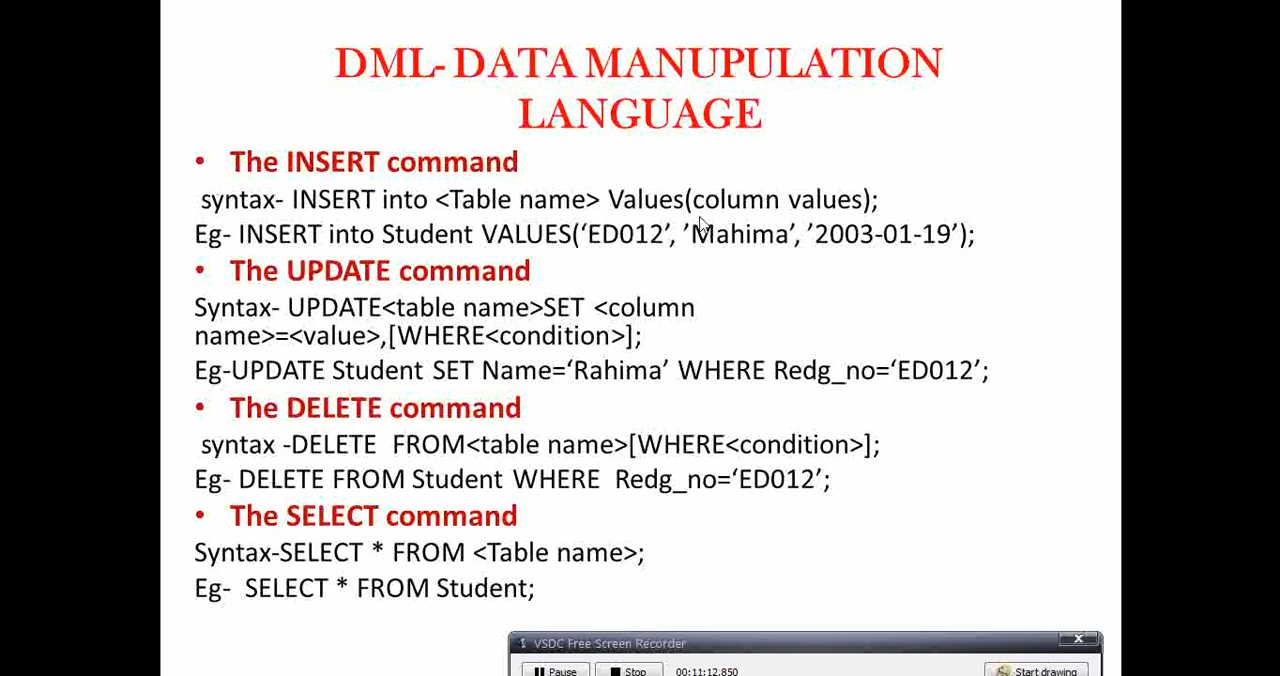 DML- DATA MANUPULATION
LANGUAGE
• The INSERT command
syntax- INSERT into <Table name> Values(column values);
Eg- INSERT into Student VALUES(‘ED012’, ’Mahima’, ’2003-01-19’);
• The UPDATE command
Syntax- UPDATE<table name>SET <column
name>=<value>,[WHERE<condition>];
Eg-UPDATE Student SET Name=‘Rahima’ WHERE Redg_no=‘ED012’;
• The DELETE command
syntax -DELETE FROM<table name>[WHERE<condition>];
Eg- DELETE FROM Student WHERE Redg_no=‘ED012’;
• The SELECT command
Syntax-SELECT * FROM <Table name>;
Eg- SELECT * FROM Student;
VSDC Free Screen Recorder
Pause Stop 00:11:12.850 Start drawing